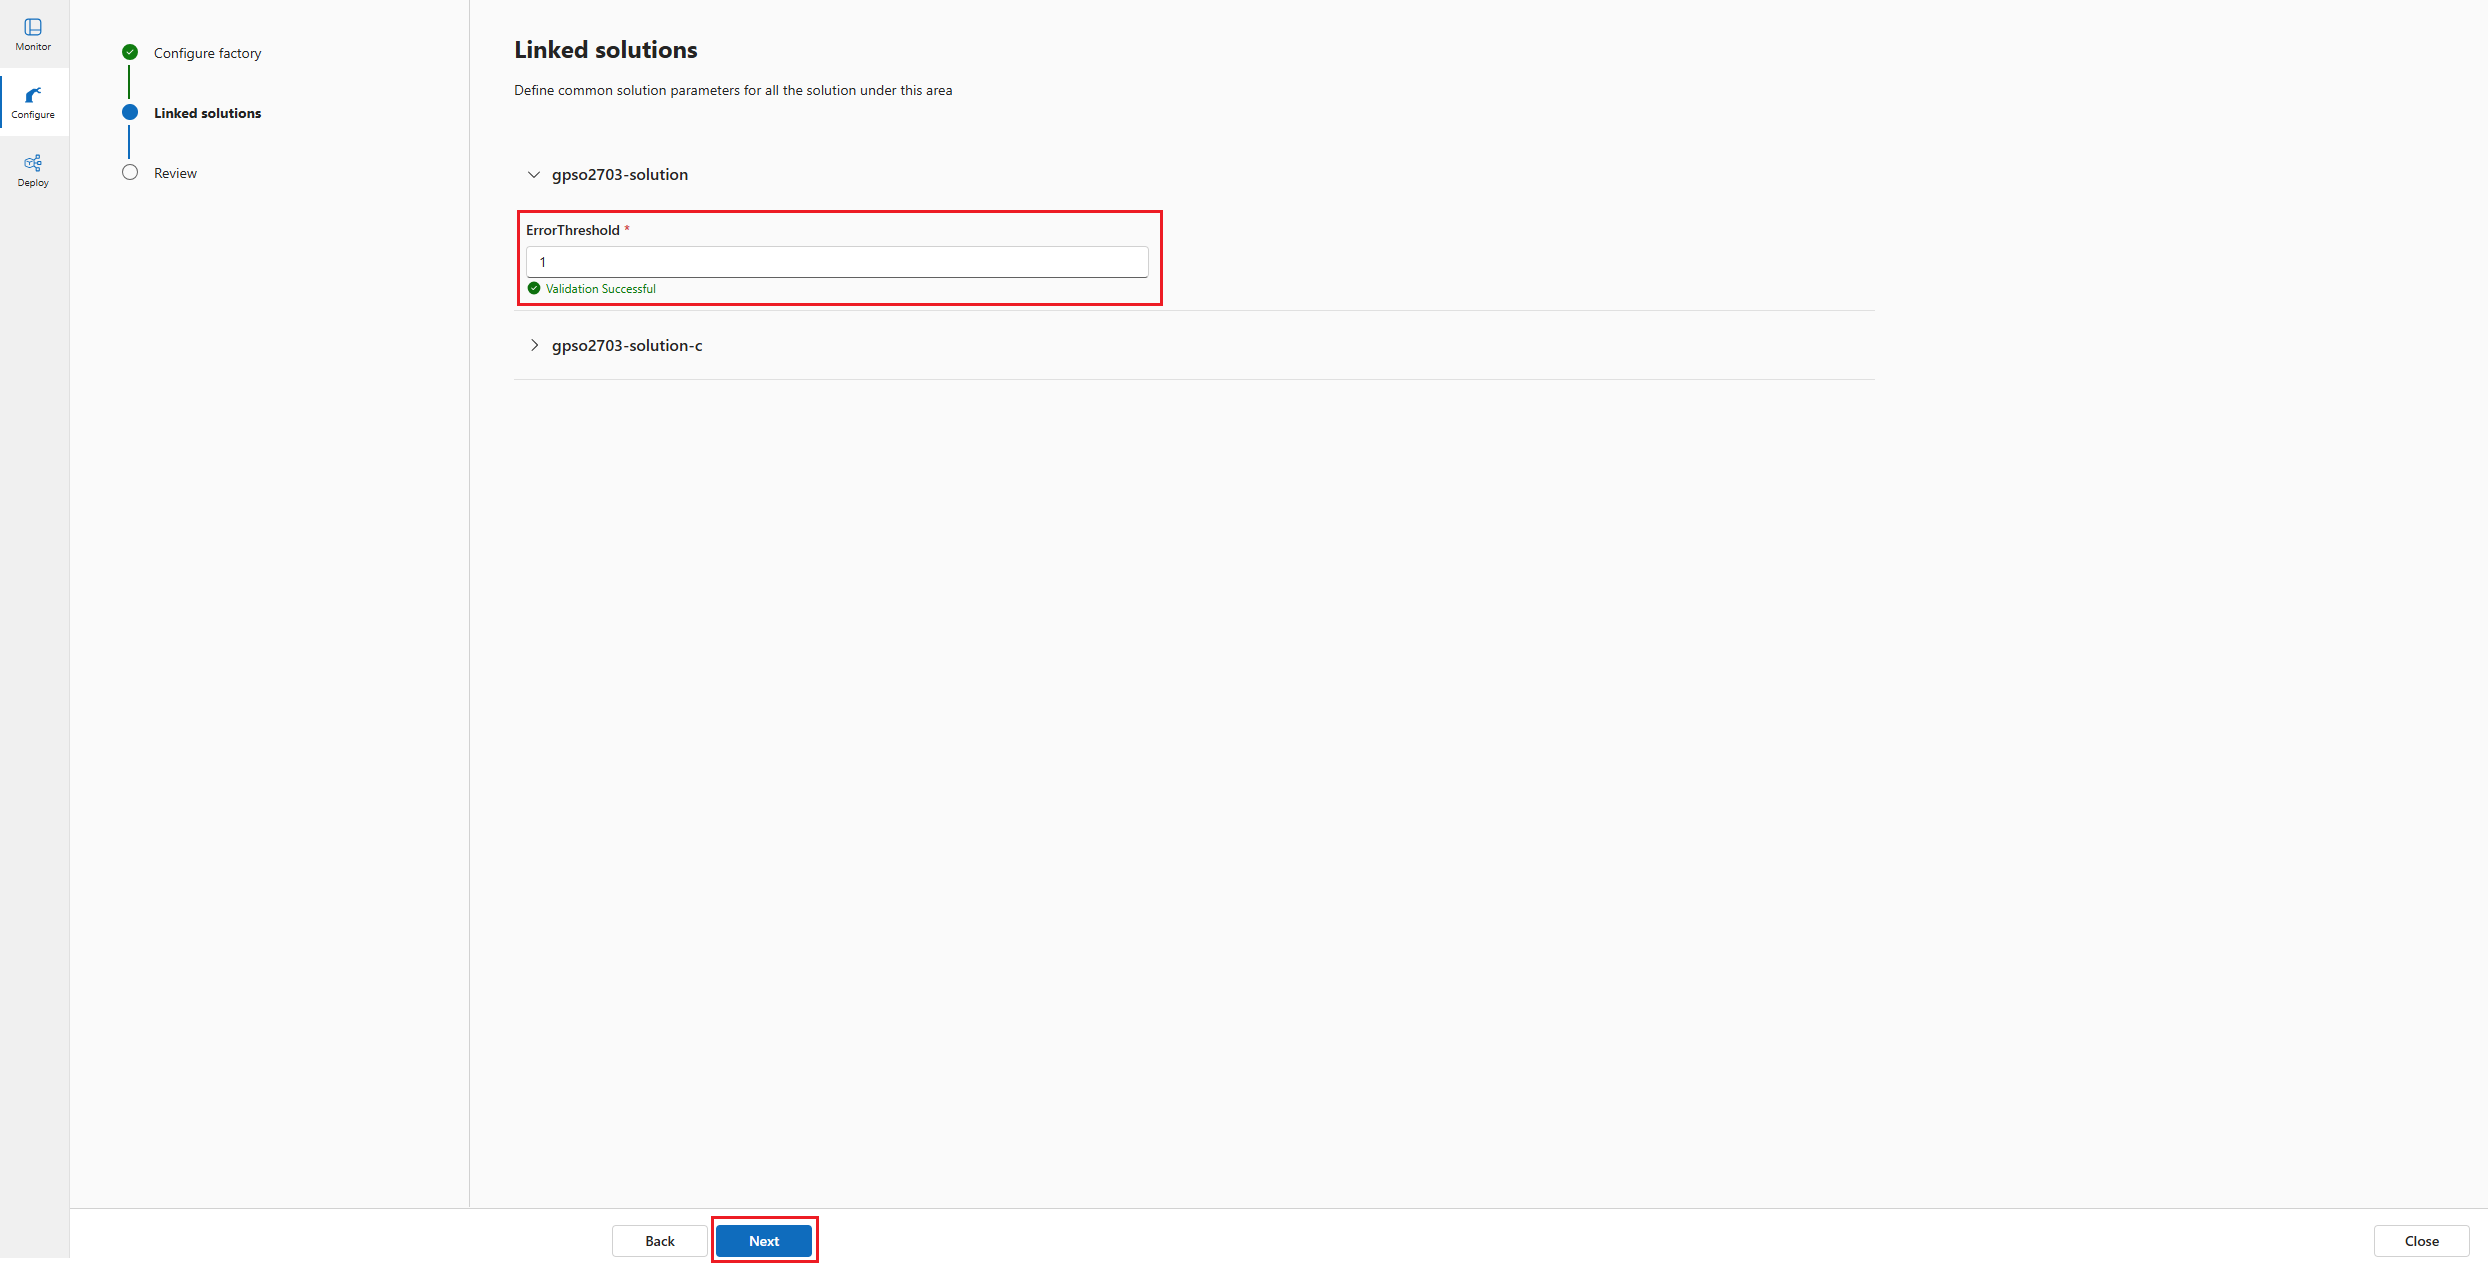 Monitor
Configure
Deploy
Configure factory
Linked solutions
Review
Linked solutions
Define common solution parameters for all the solution under this area
gpso2703-solution
ErrorThreshold *
1
Validation Successful
gpso2703-solution-c
Back
Next
Close